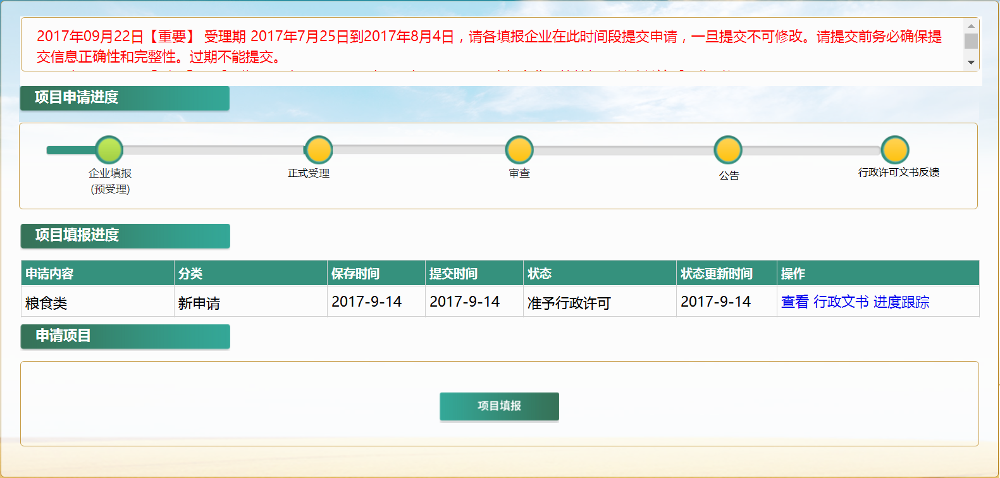 2017年09月22日【重要】 受理期 2017年7月25日到2017年8月4日，请各填报企业在此时间段提交申请，一旦提交不可修改。请提交前务必确保提
交信息正确性和完整性。过期不能提交。
项目申请进度
企业填报 正式受理 审查 公告 行政许可文书反馈
(预受理)
项目填报进度
申请内容 分类 保存时间 提交时间 状态 状态更新时间 操作
粮食类 新申请 2017-9-14 2017-9-14 准予行政许可 2017-9-14 查看 行政文书 进度跟踪
申请项目
项目填报